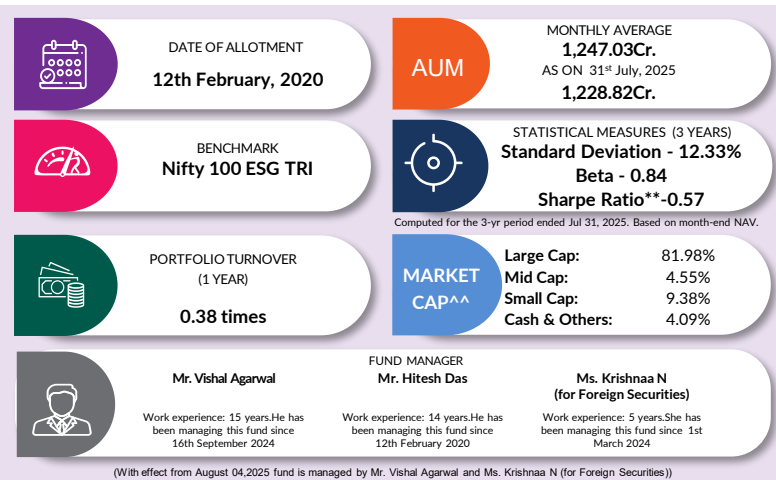 DATE OF ALLOTMENT
12th February, 2020
AUM
MONTHLY AVERAGE
1,247.03Cr.
AS ON 31st July, 2025
1,228.82Cr.
BENCHMARK
Nifty 100 ESG TRI
STATISTICAL MEASURES (3 YEARS)
Standard Deviation - 12.33%
Beta - 0.84
Sharpe Ratio**-0.57
Computed for the 3-yr period ended Jul 31, 2025. Based on month-end NAV.
PORTFOLIO TURNOVER
(1 YEAR)
0.38 times
MARKET
CAP^^
Large Cap: 81.98%
Mid Cap: 4.55%
Small Cap: 9.38%
Cash & Others: 4.09%
FUND MANAGER
Mr. Vishal Agarwal
Work experience: 15 years.He has
been managing this fund since
16th September 2024
Mr. Hitesh Das
Work experience: 14 years.He has
been managing this fund since
12th February 2020
Ms. Krishnaa N
(for Foreign Securities)
Work experience: 5 years.She has
been managing this fund since 1st
March 2024
(With effect from August 04,2025 fund is managed by Mr. Vishal Agarwal and Ms. Krishnaa N (for Foreign Securities))